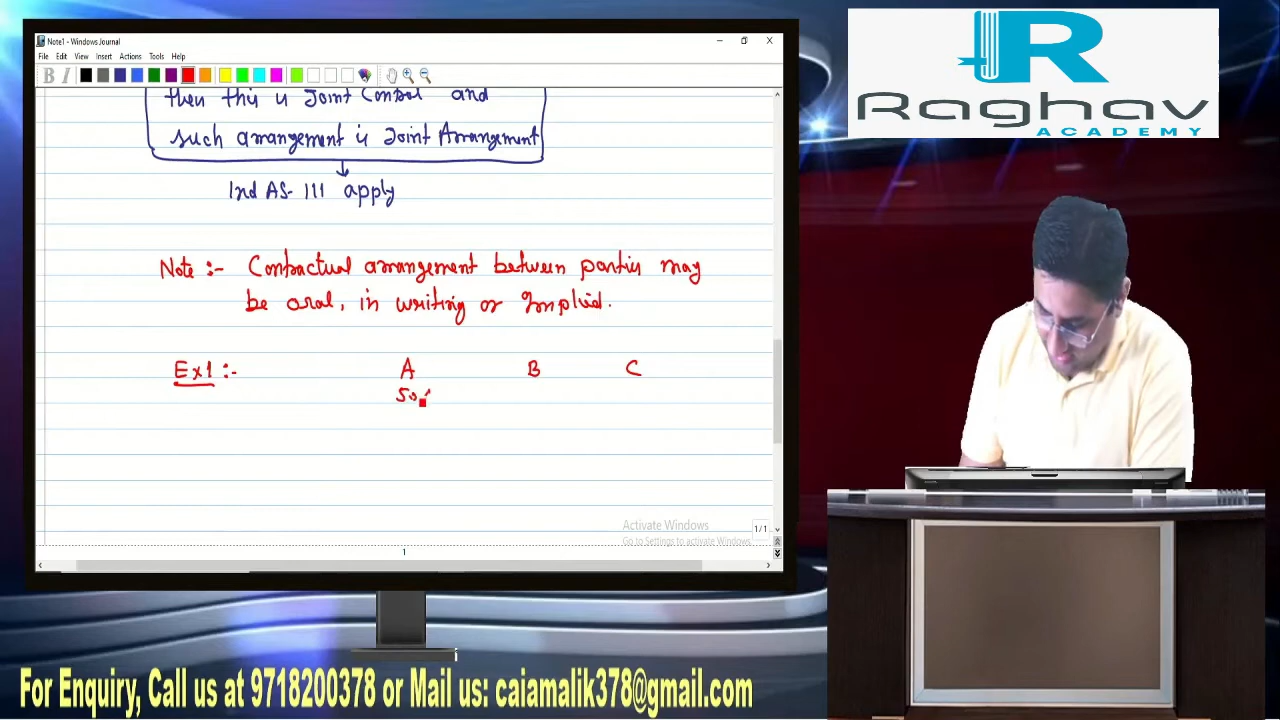 Note1 - Windows Journal
File Edit View Insert Actions Tools Help
B I
then this is Joint Control and
such arrangement is Joint Arrangement
Ind AS- 111 apply
Note :- Contractual arrangement between parties may
be oral, in writing or Implied.
Ex1 :- A B C
50%
Activate Windows
Go to Settings to activate Windows.
1/1
1
R
Raghav
ACADEMY
For Enquiry, Call us at 9718200378 or Mail us: caiamalik378@gmail.com